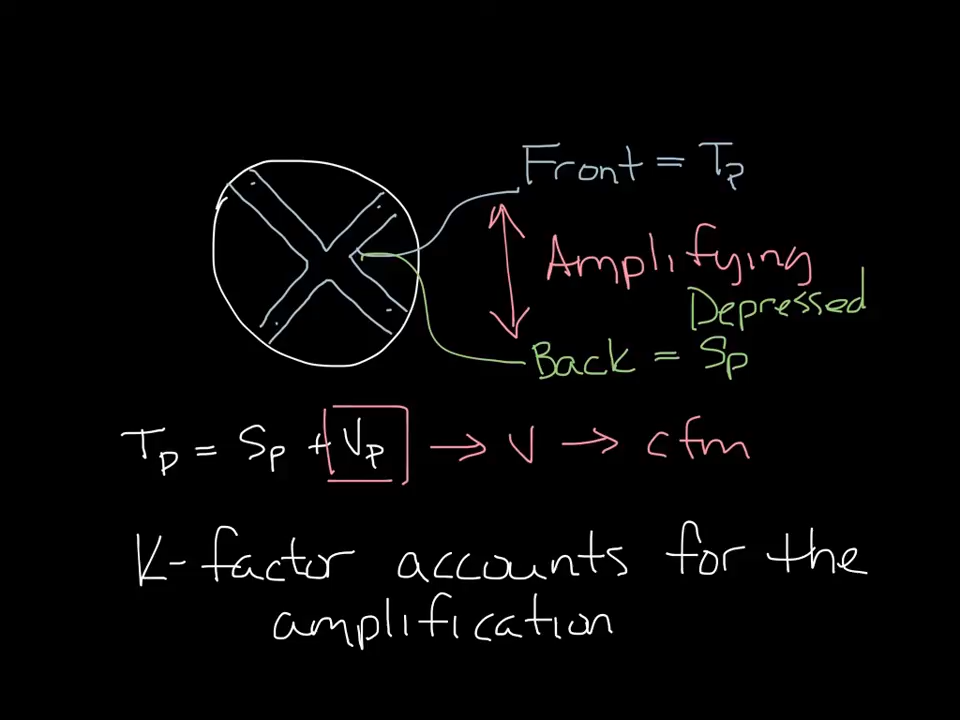 Front = Tp
Amplifying
Depressed
Back = Sp
Tp = Sp + Vp → V → cfm
K-factor accounts for the
amplification